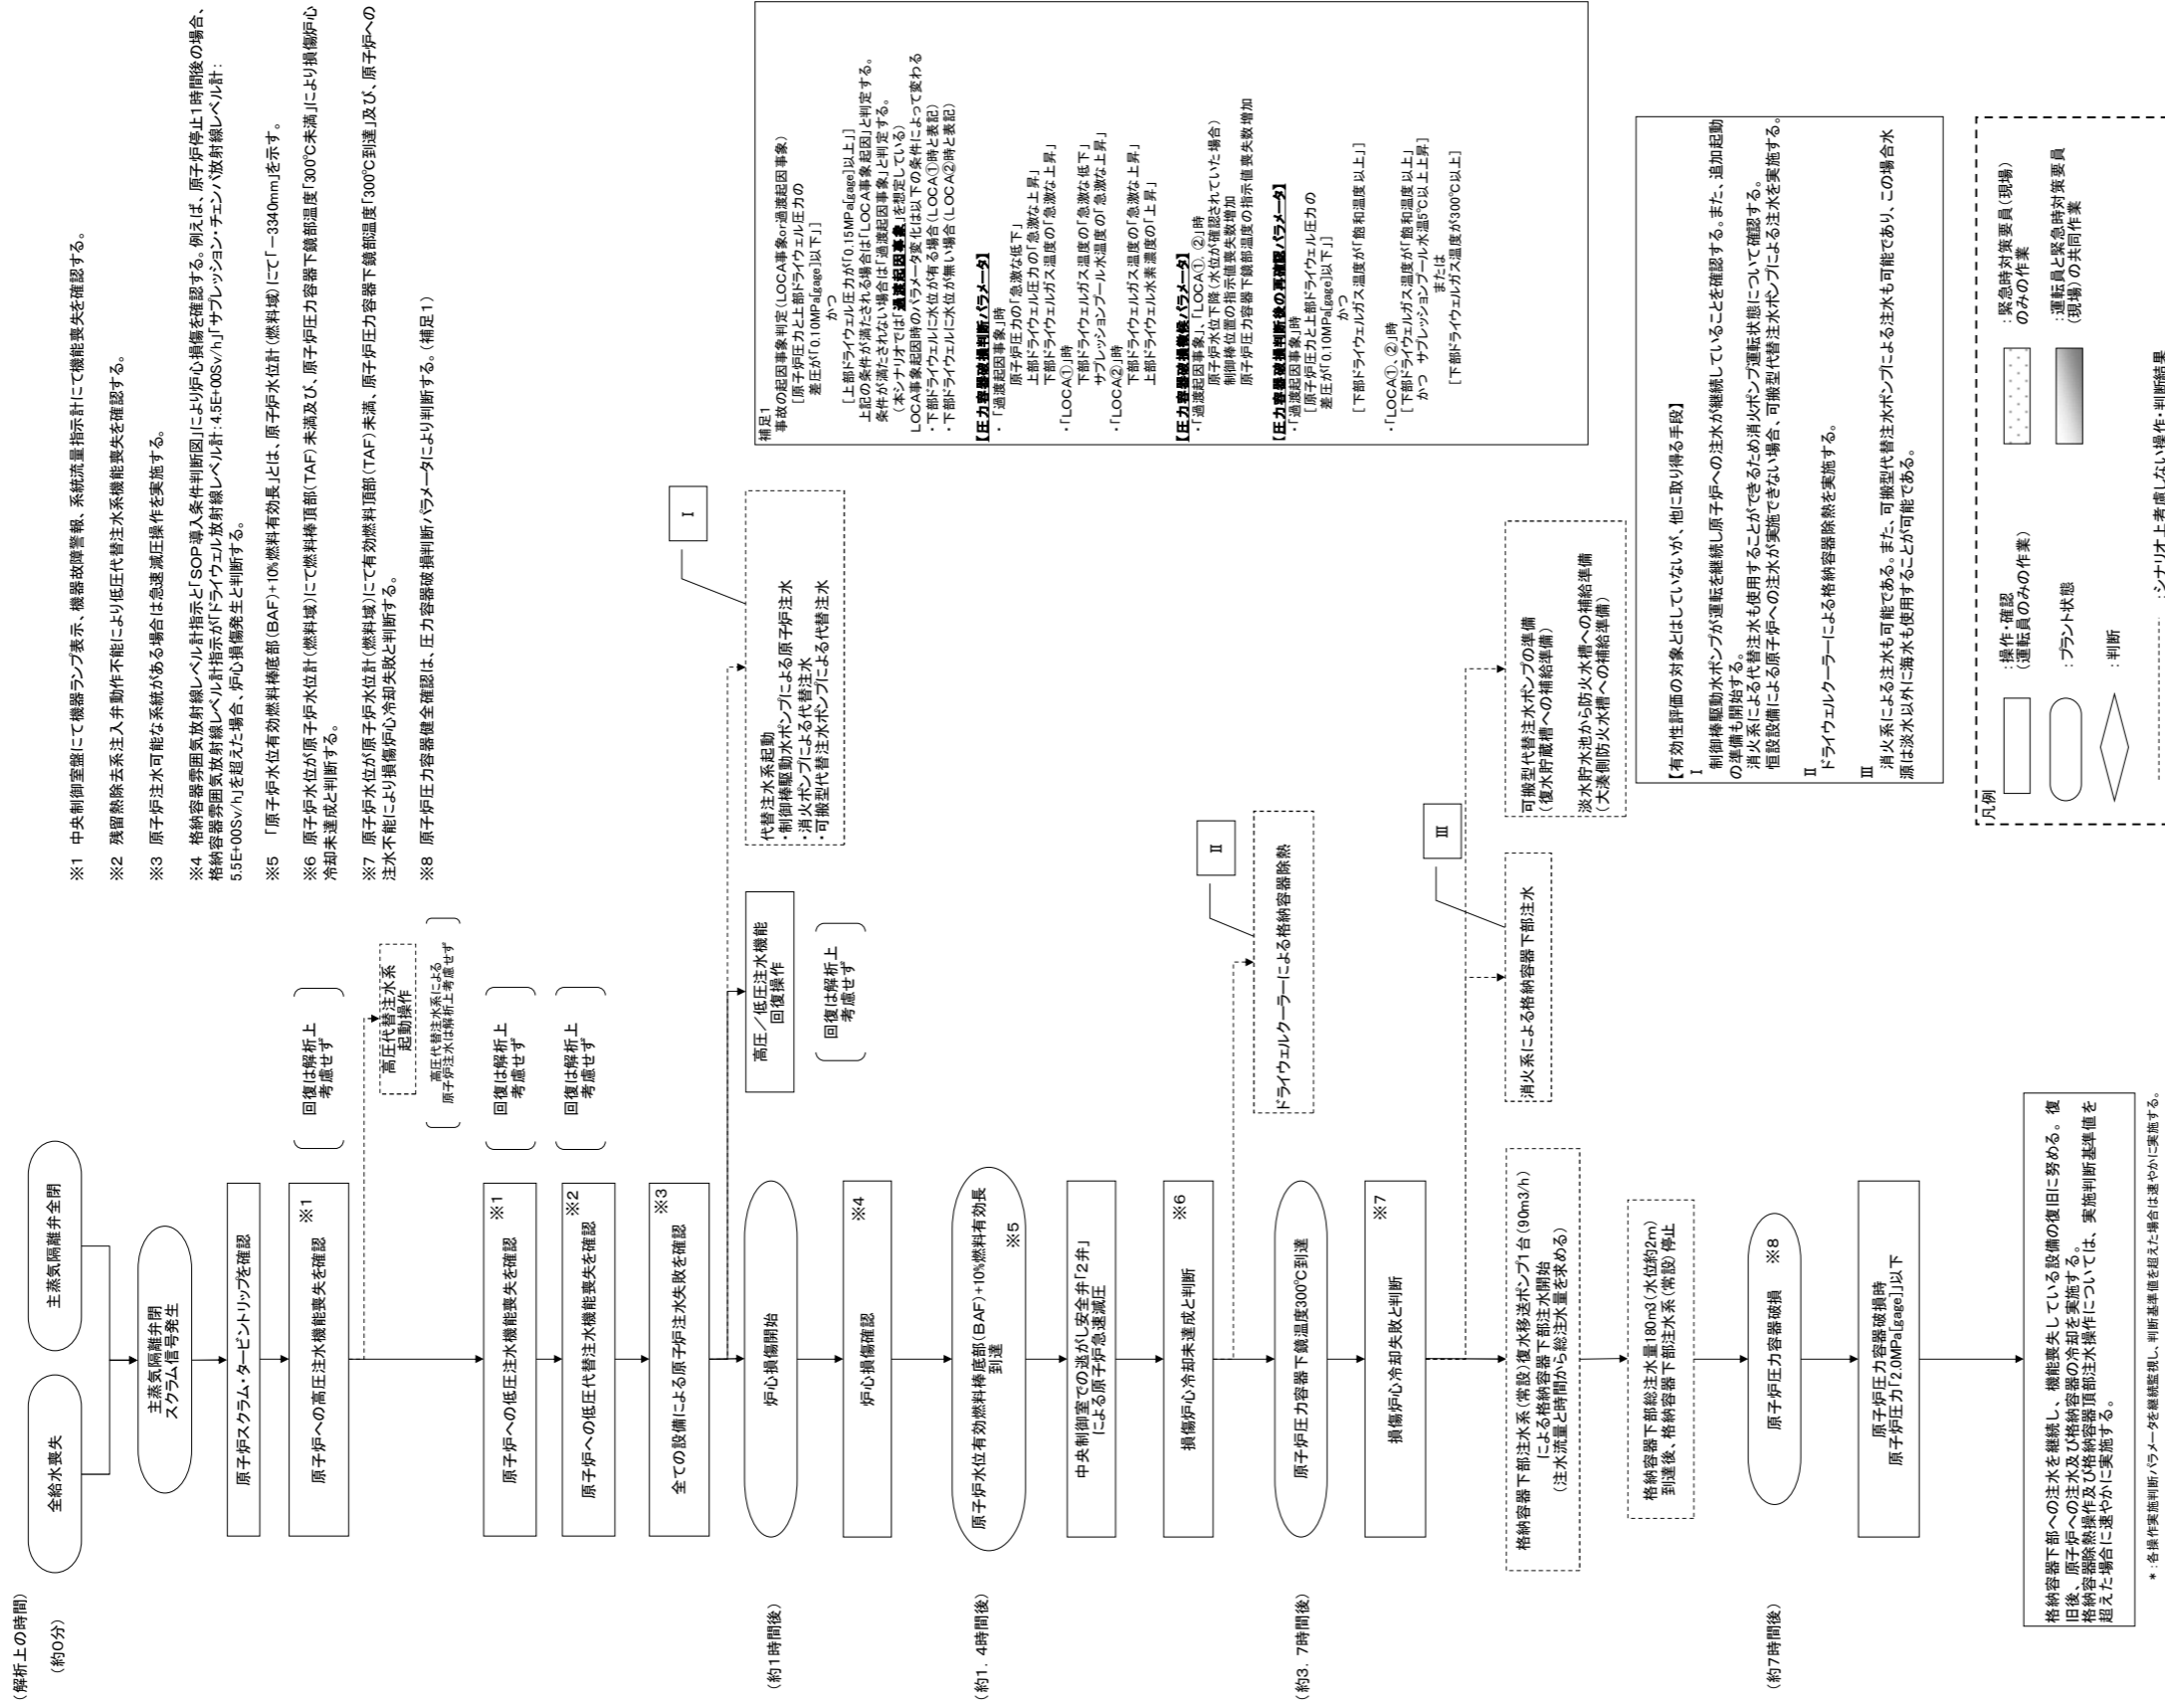 (解析上の時間)
(約0分)
全給水喪失
主蒸気隔離弁全閉
主蒸気隔離弁閉
スクラム信号発生
原子炉スクラム・タービントリップを確認
原子炉への高圧注水機能喪失を確認
※1
回復は解析上
考慮せず
高圧代替注水系
起動操作
高圧代替注水系による
原子炉注水は解析上考慮せず
原子炉への低圧注水機能喪失を確認
※1
回復は解析上
考慮せず
原子炉への低圧代替注水機能喪失を確認
※2
回復は解析上
考慮せず
全ての設備による原子炉注水失敗を確認
※3
(約1時間後)
炉心損傷開始
高圧/低圧注水機能
回復操作
回復は解析上
考慮せず
代替注水系起動
・制御棒駆動水ポンプによる原子炉注水
・消火ポンプによる代替注水
・可搬型代替注水ポンプによる代替注水
Ⅰ
炉心損傷確認
※4
(約1.4時間後)
原子炉水位有効燃料棒底部(BAF)+10%燃料有効長
到達
※5
中央制御室での逃がし安全弁「2弁」
による原子炉急速減圧
損傷炉心冷却未達成と判断
※6
ドライウェルクーラーによる格納容器除熱
Ⅱ
(約3.7時間後)
原子炉圧力容器下鏡温度300℃到達
損傷炉心冷却失敗と判断
※7
格納容器下部注水系(常設)復水移送ポンプ1台(90m3/h)
による格納容器下部注水開始
(注水流量と時間から総注水量を求める)
消火系による格納容器下部注水
Ⅲ
可搬型代替注水ポンプの準備
(復水貯蔵槽への補給準備)
淡水貯水池から防火水槽への補給準備
(大湊側防火水槽への補給準備)
格納容器下部総注水量180m3(水位約2m)
到達後、格納容器下部注水系(常設)停止
(約7時間後)
原子炉圧力容器破損
※8
原子炉圧力容器破損時
原子炉圧力「2.0MPa[gage]」以下
格納容器下部への注水を継続し、機能喪失している設備の復旧に努める。復
旧後、原子炉への注水及び格納容器の冷却を実施する。
格納容器除熱操作及び格納容器頂部注水操作については、実施判断基準値を
超えた場合に速やかに実施する。
*:各操作実施判断パラメータを継続監視し、判断基準値を超えた場合は速やかに実施する。
※1 中央制御室盤にて機器ランプ表示、機器故障警報、系統流量指示計にて機能喪失を確認する。
※2 残留熱除去系注入弁動作不能により低圧代替注水系機能喪失を確認する。
※3 原子炉注水可能な系統がある場合は急速減圧操作を実施する。
※4 格納容器雰囲気放射線レベル計指示と「SOP導入条件判断図」により炉心損傷を確認する。例えば、原子炉停止1時間後の場合、
格納容器雰囲気放射線レベル計指示が「ドライウェル放射線レベル計:4.5E+00Sv/h」「サプレッション・チェンバ放射線レベル計:
5.5E+00Sv/h」を超えた場合、炉心損傷発生と判断する。
※5 「原子炉水位有効燃料棒底部(BAF)+10%燃料有効長」とは、原子炉水位計(燃料域)にて「-3340mm」を示す。
※6 原子炉水位が原子炉水位計(燃料域)にて燃料棒頂部(TAF)未満及び、原子炉圧力容器下鏡部温度「300℃未満」により損傷炉心
冷却未達成と判断する。
※7 原子炉水位が原子炉水位計(燃料域)にて有効燃料頂部(TAF)未満、原子炉圧力容器下鏡部温度「300℃到達」及び、原子炉への
注水不能により損傷炉心冷却失敗と判断する。
※8 原子炉圧力容器健全確認は、圧力容器破損判断パラメータにより判断する。(補足1)
補足1
事故の起因事象判定(LOCA事象or過渡起因事象)
[原子炉圧力と上部ドライウェル圧力の
差圧が「0.10MPa[gage]以下」]
かつ
[上部ドライウェル圧力が「0.15MPa[gage]以上」]
上記の条件が満たされる場合は「LOCA事象起因」と判定する。
条件が満たされない場合は「過渡起因事象」と判定する。
(本シナリオでは「過渡起因事象」を想定している)
LOCA事象起因時のパラメータ変化は以下の条件によって変わる
・下部ドライウェルに水位が有る場合(LOCA①時と表記)
・下部ドライウェルに水位が無い場合(LOCA②時と表記)
【圧力容器破損判断パラメータ】
・「過渡起因事象」時
原子炉圧力の「急激な低下」
上部ドライウェル圧力の「急激な上昇」
下部ドライウェルガス温度の「急激な上昇」
・「LOCA①」時
下部ドライウェルガス温度の「急激な低下」
サプレッションプール水温度の「急激な上昇」
・「LOCA②」時
下部ドライウェルガス温度の「急激な上昇」
上部ドライウェル水素濃度の「上昇」
【圧力容器破損徴候パラメータ】
・「過渡起因事象」、「LOCA①、②」時
原子炉水位下降(水位が確認されていた場合)
制御棒位置の指示値喪失数増加
原子炉圧力容器下鏡部温度の指示値喪失数増加
【圧力容器破損判断後の再確認パラメータ】
・「過渡起因事象」時
[原子炉圧力と上部ドライウェル圧力の
差圧が「0.10MPa[gage]以下」]
かつ
[下部ドライウェルガス温度が「飽和温度以上」]
・「LOCA①、②」時
[下部ドライウェルガス温度が「飽和温度以上」
かつ サプレッションプール水温5℃以上上昇]
または
[下部ドライウェルガス温度が300℃以上]
【有効性評価の対象とはしていないが、他に取り得る手段】
Ⅰ
制御棒駆動水ポンプが運転を継続し原子炉への注水が継続していることを確認する。また、追加起動
の準備も開始する。
消火系による代替注水も使用することができるため消火ポンプ運転状態について確認する。
恒設設備による原子炉への注水が実施できない場合、可搬型代替注水ポンプによる注水を実施する。
Ⅱ
ドライウェルクーラーによる格納容器除熱を実施する。
Ⅲ
消火系による注水も可能である。また、可搬型代替注水ポンプによる注水も可能であり、この場合水
源は淡水以外に海水も使用することが可能である。
凡例
:操作・確認
(運転員のみの作業)
:プラント状態
:判断
:緊急時対策要員(現場)
のみの作業
:運転員と緊急時対策要員
(現場)の共同作業
:シナリオ上考慮しない操作・判断結果